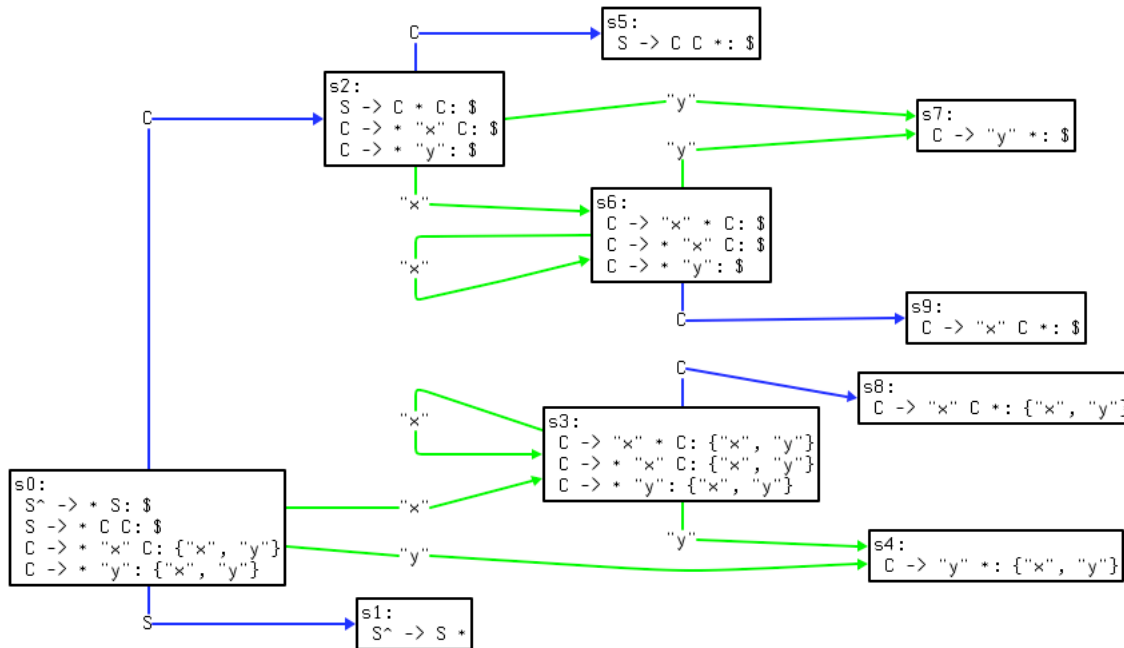 C
s5:
S -> C C *: $
s2:
S -> C * C: $
C -> * "x" C: $
C -> * "y": $
"y"
s7:
C -> "y" *: $
C
"y"
"x"
s6:
C -> "x" * C: $
C -> * "x" C: $
C -> * "y": $
"x"
s9:
C -> "x" C *: $
C
C
s8:
C -> "x" C *: {"x", "y"}
"x"
s3:
C -> "x" * C: {"x", "y"}
C -> * "x" C: {"x", "y"}
C -> * "y": {"x", "y"}
s0:
S^ -> * S: $
S -> * C C: $
C -> * "x" C: {"x", "y"}
C -> * "y": {"x", "y"}
"x"
"y"
"y"
s4:
C -> "y" *: {"x", "y"}
S
s1:
S^ -> S *